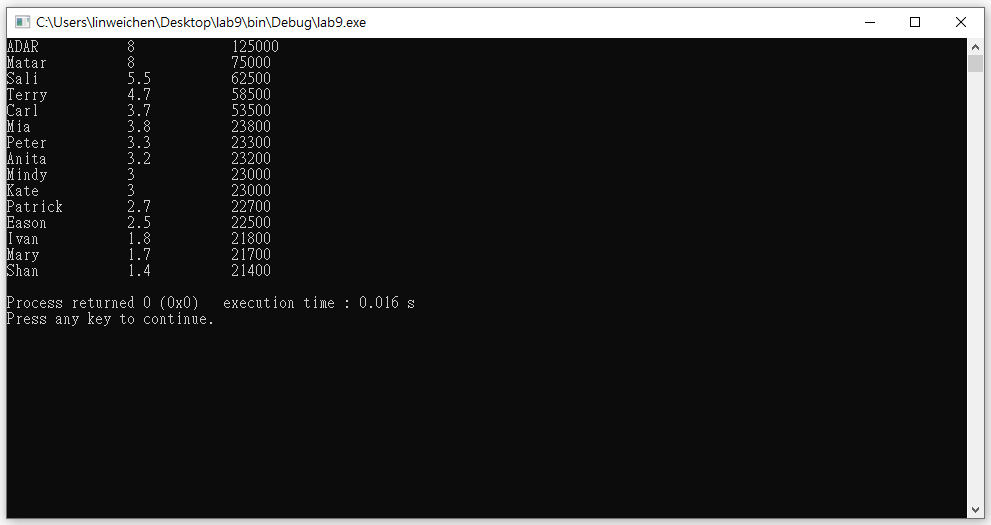 C:\Users\linweichen\Desktop\lab9\bin\Debug\lab9.exe
ADAR 8 125000
Matar 8 75000
Sali 5.5 62500
Terry 4.7 58500
Carl 3.7 53500
Mia 3.8 23800
Peter 3.3 23300
Anita 3.2 23200
Mindy 3 23000
Kate 3 23000
Patrick 2.7 22700
Eason 2.5 22500
Ivan 1.8 21800
Mary 1.7 21700
Shan 1.4 21400
Process returned 0 (0x0) execution time : 0.016 s
Press any key to continue.